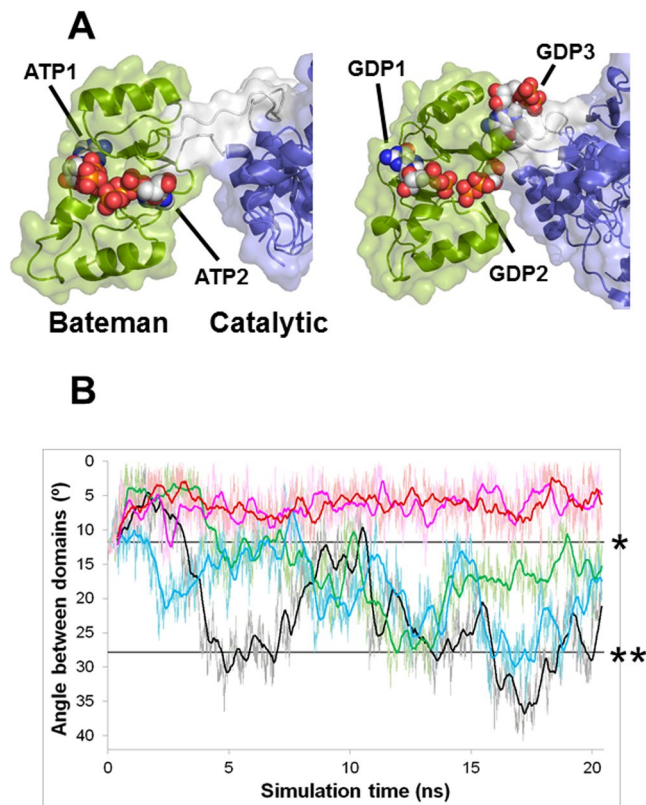 A
ATP1
ATP2
Bateman Catalytic
GDP1
GDP3
GDP2
B
Angle between domains (º)
0
5
10
15
20
25
30
35
40
*
**
0 5 10 15 20
Simulation time (ns)